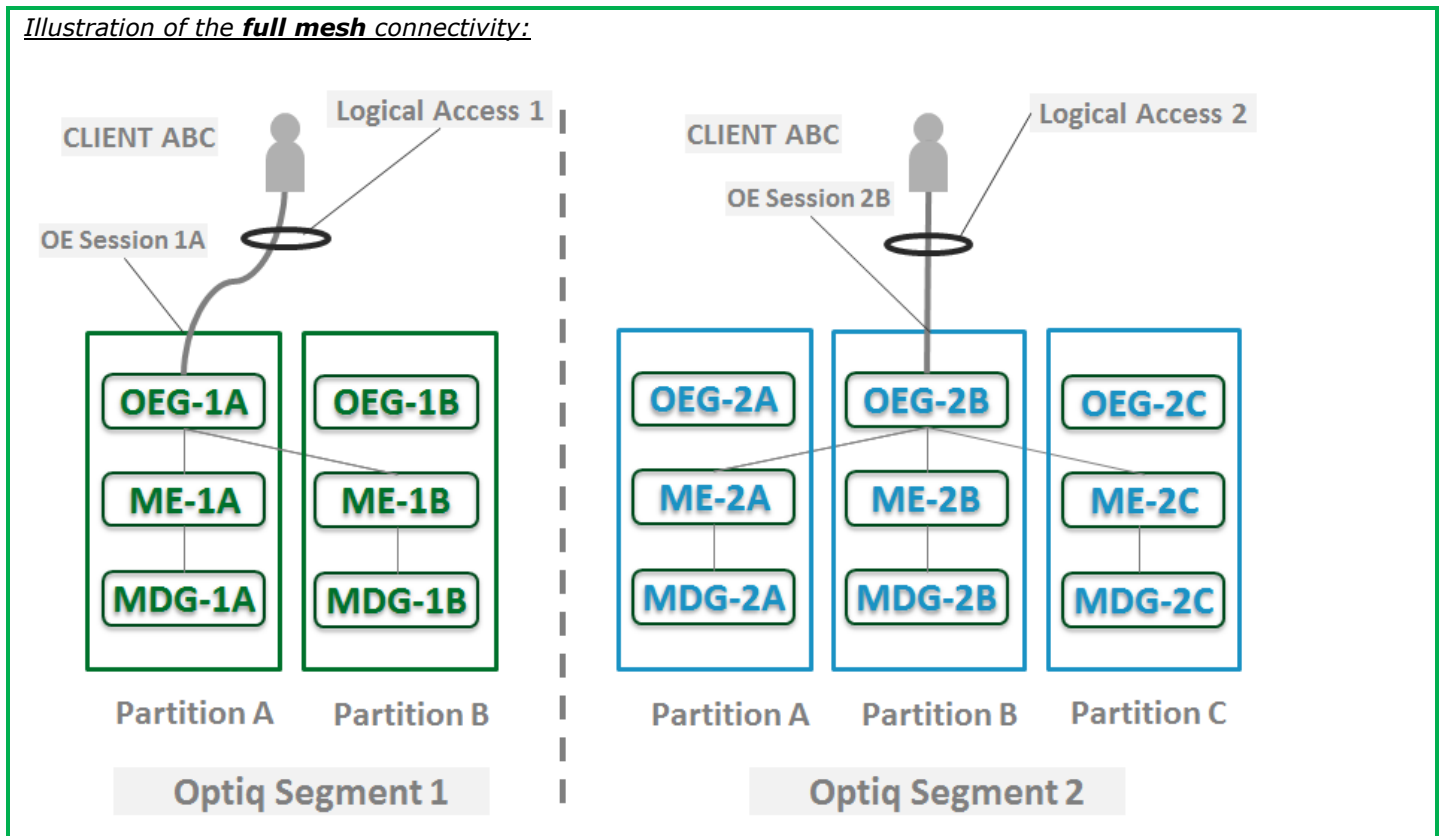 Illustration of the full mesh connectivity:
CLIENT ABC
Logical Access 1
OE Session 1A
OEG-1A
OEG-1B
ME-1A
ME-1B
MDG-1A
MDG-1B
Partition A
Partition B
Optiq Segment 1
CLIENT ABC
Logical Access 2
OE Session 2B
OEG-2A
OEG-2B
OEG-2C
ME-2A
ME-2B
ME-2C
MDG-2A
MDG-2B
MDG-2C
Partition A
Partition B
Partition C
Optiq Segment 2